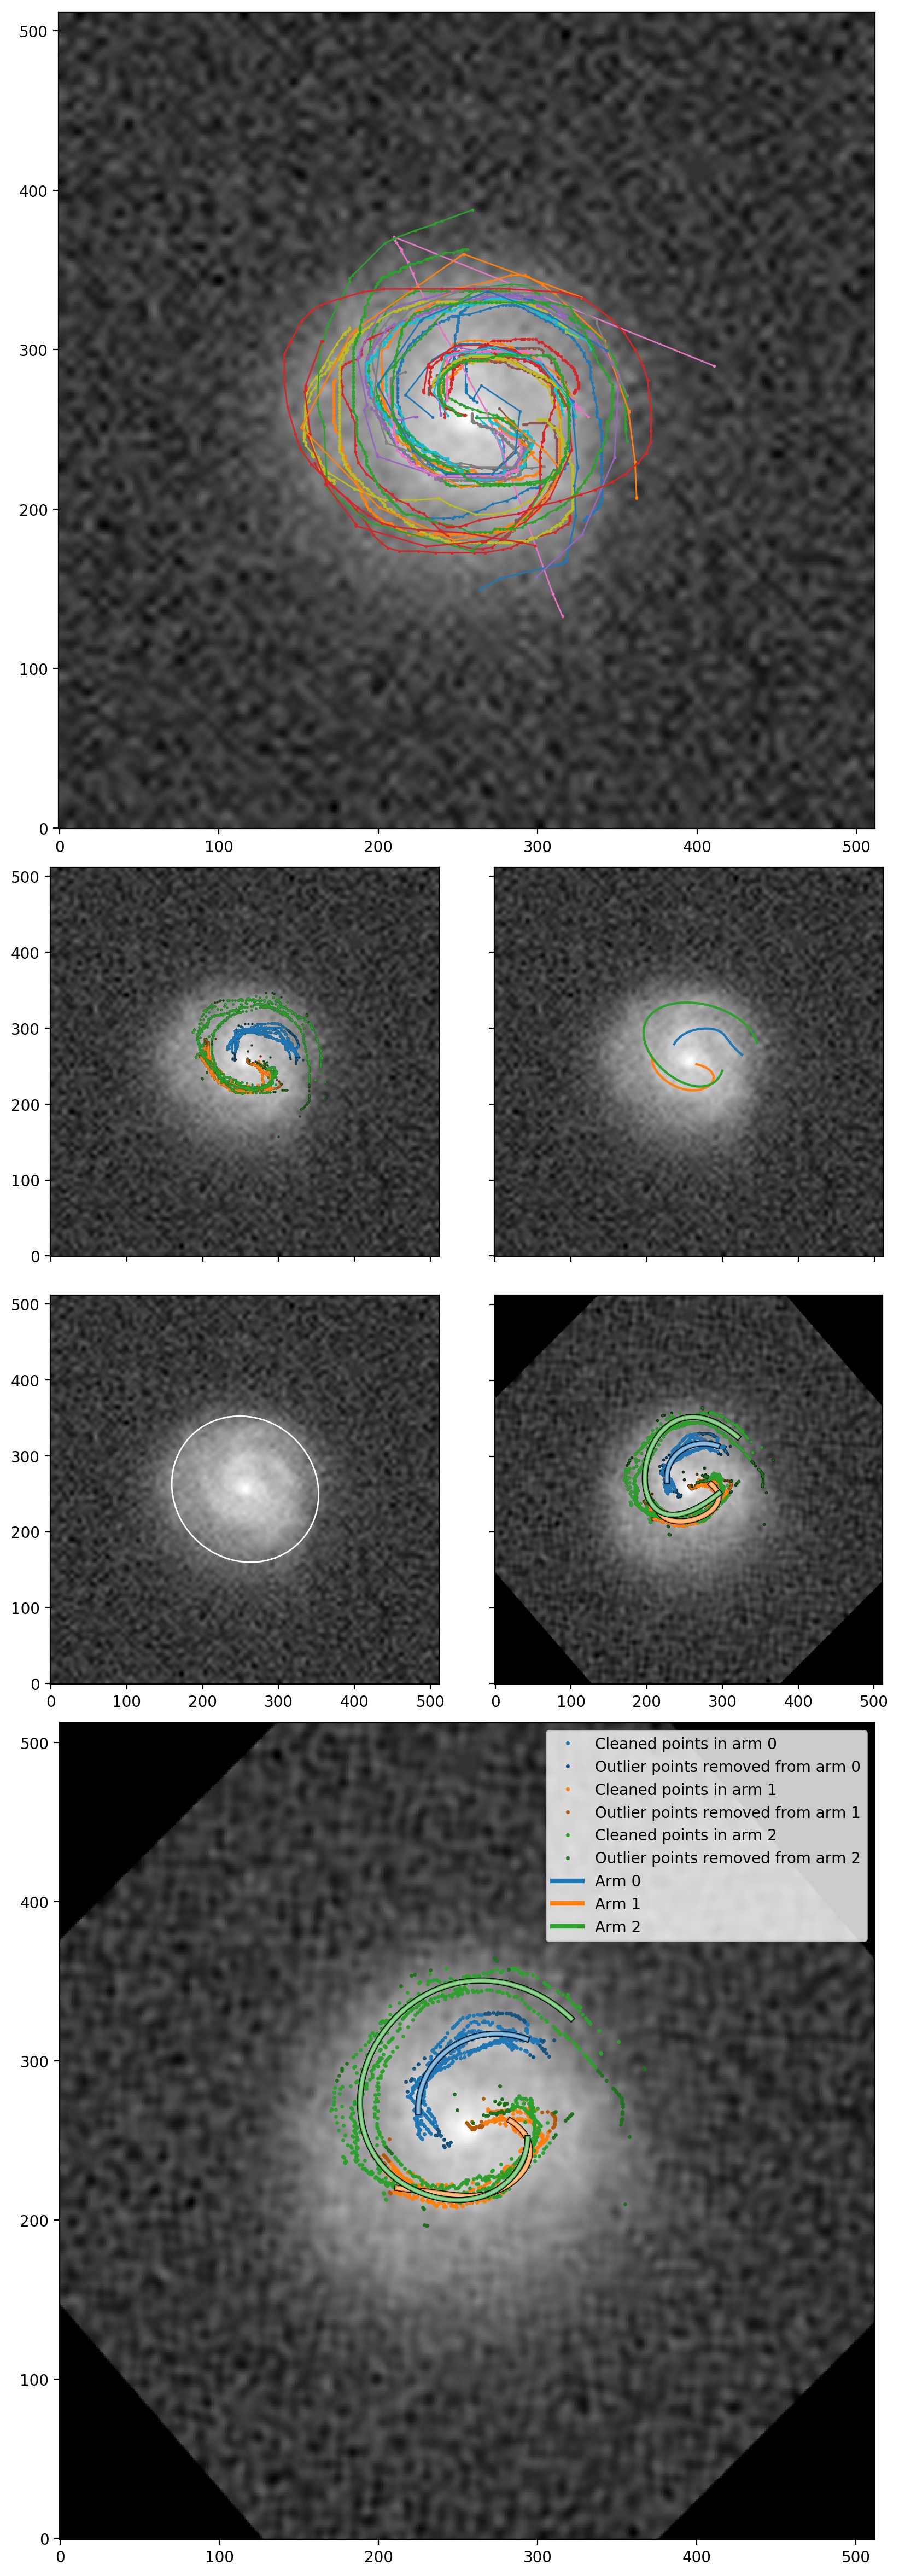 500
400
300
200
100
0
0 100 200 300 400 500
500
400
300
200
100
0
500
400
300
200
100
0
0 100 200 300 400 500
0 100 200 300 400 500
500
400
300
200
100
0
Cleaned points in arm 0
Outlier points removed from arm 0
Cleaned points in arm 1
Outlier points removed from arm 1
Cleaned points in arm 2
Outlier points removed from arm 2
Arm 0
Arm 1
Arm 2
0 100 200 300 400 500